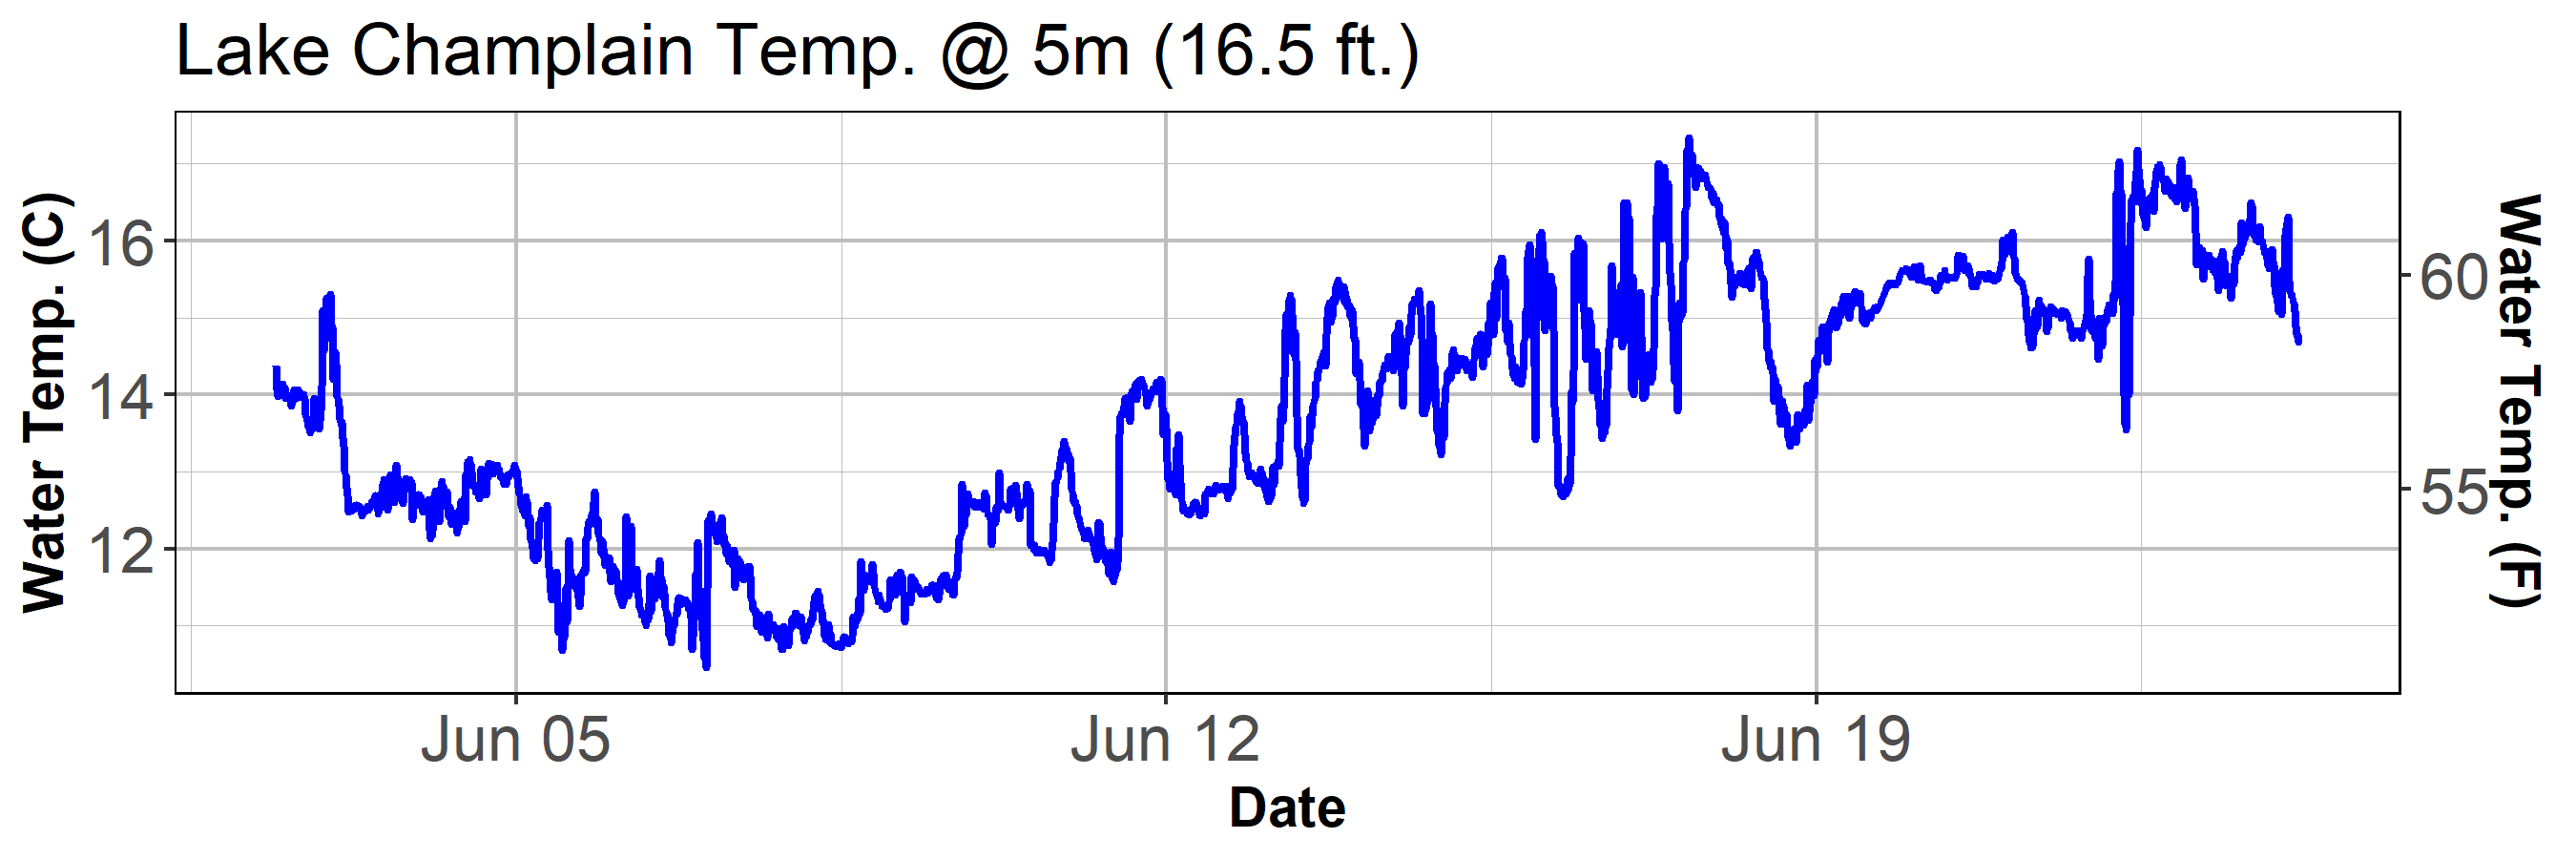 Lake Champlain Temp. @ 5m (16.5 ft.)
Water Temp. (C)
16
14
12
60
55
Water Temp. (F)
Jun 05
Jun 12
Jun 19
Date